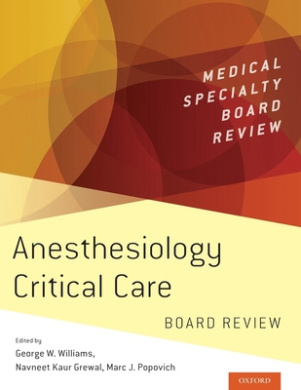 MEDICAL
SPECIALTY
BOARD
REVIEW
Anesthesiology
Critical Care
BOARD REVIEW
Edited by
George W. Williams,
Navneet Kaur Grewal, Marc J. Popovich
OXFORD